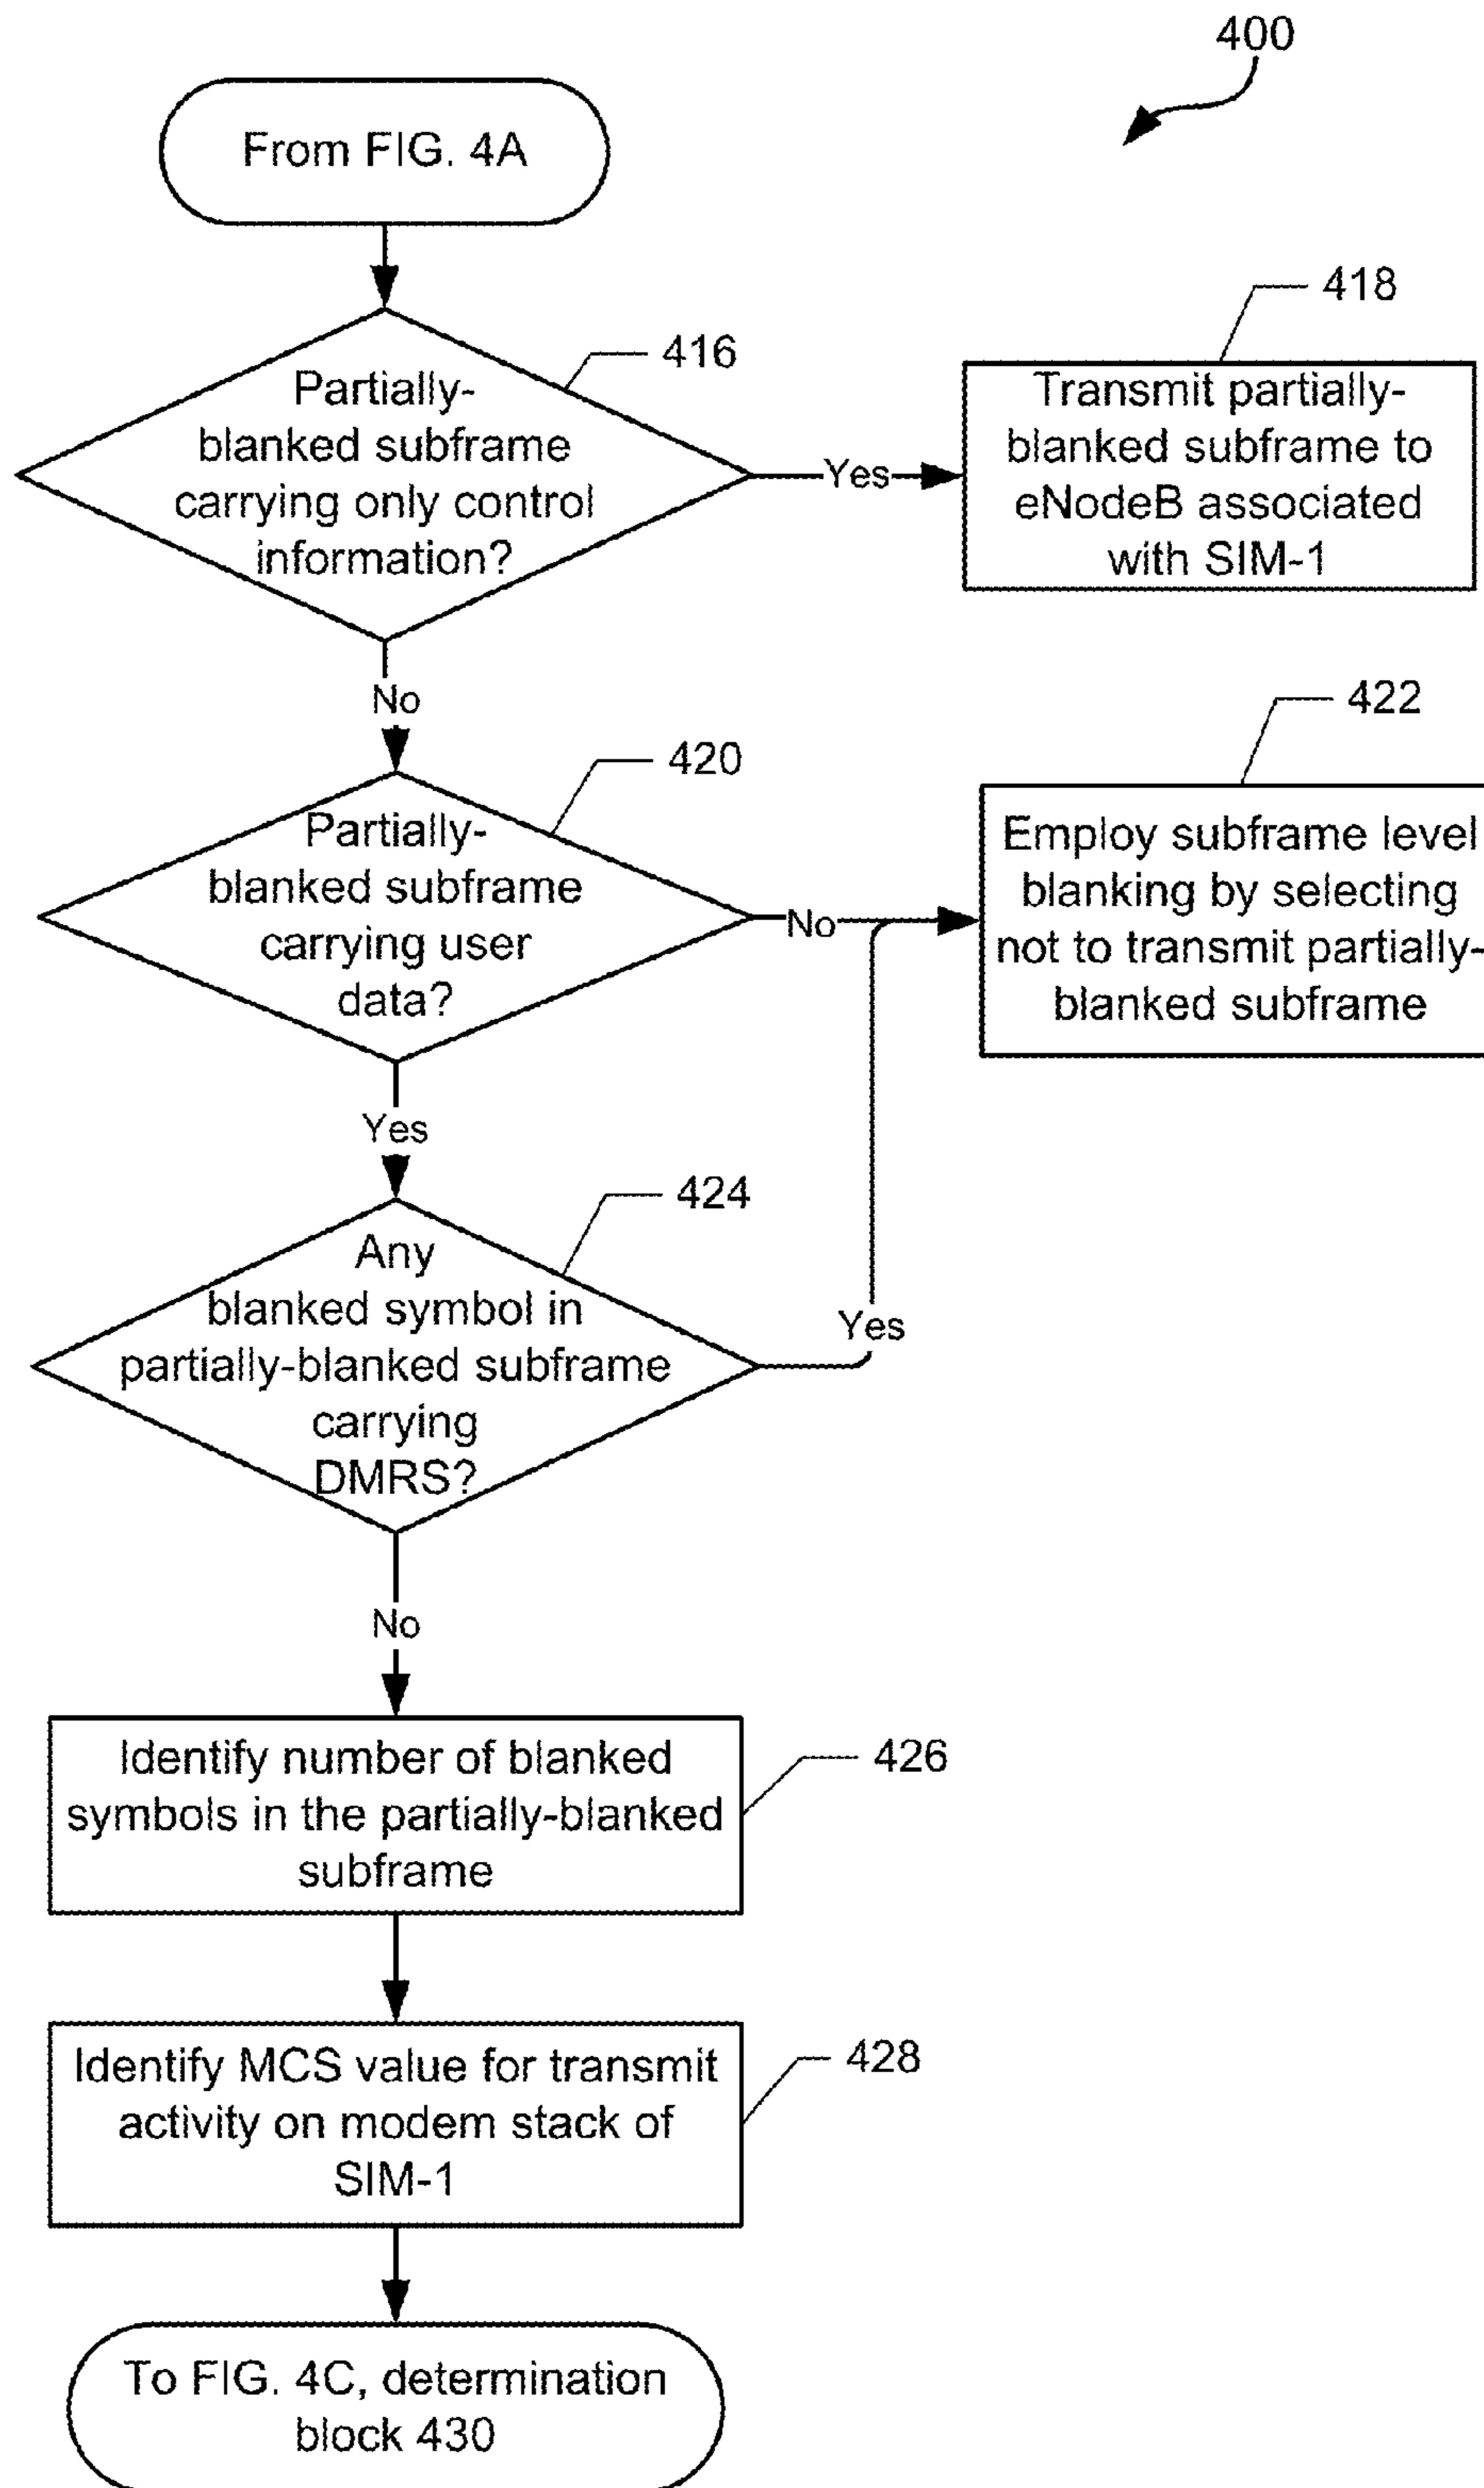 400
From FIG. 4A
416
Partially-
blanked subframe
carrying only control
information?
Yes
418
Transmit partially-
blanked subframe to
eNodeB associated
with SIM-1
No
420
Partially-
blanked subframe
carrying user
data?
No
422
Employ subframe level
blanking by selecting
not to transmit partially-
blanked subframe
Yes
424
Any
blanked symbol in
partially-blanked subframe
carrying
DMRS?
Yes
No
426
Identify number of blanked
symbols in the partially-blanked
subframe
428
Identify MCS value for transmit
activity on modem stack of
SIM-1
To FIG. 4C, determination
block 430